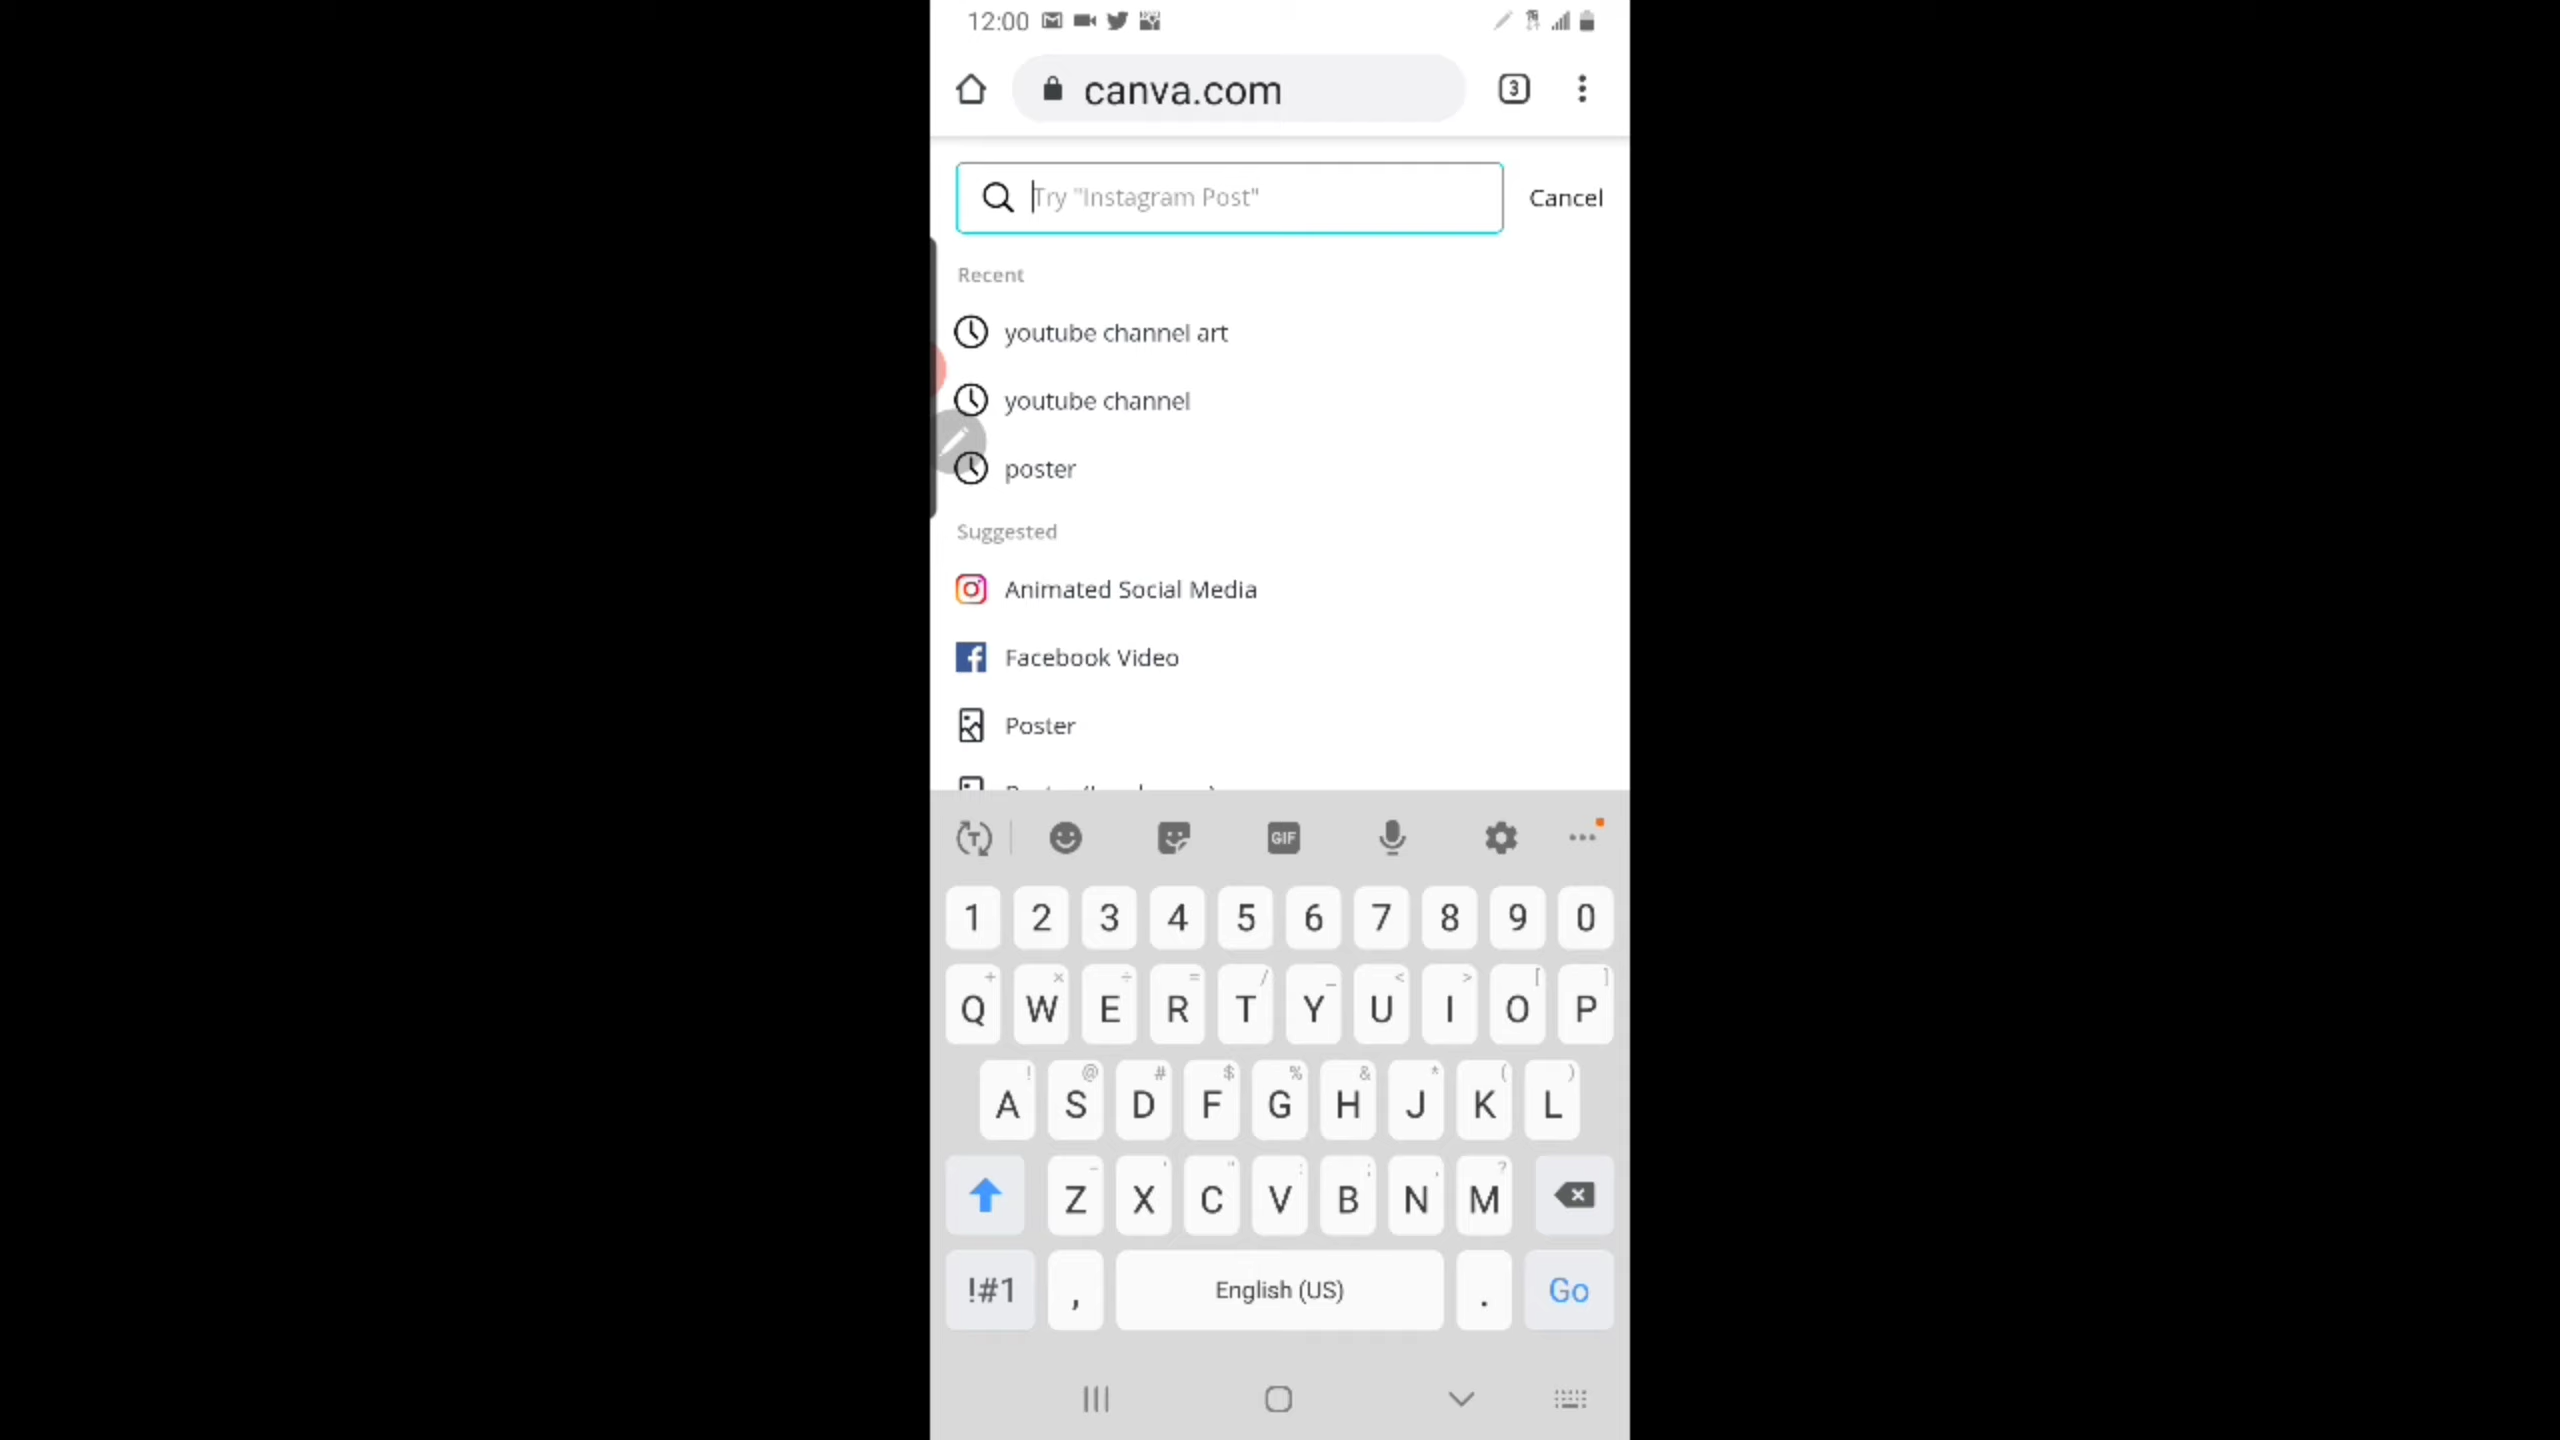 12:00
canva.com
3
Try "Instagram Post"
Cancel
Recent
youtube channel art
youtube channel
poster
Suggested
Animated Social Media
Facebook Video
Poster
GIF
1 2 3 4 5 6 7 8 9 0
+ × ÷ = / _ < > [ ]
Q W E R T Y U I O P
! @ # $ % & * ( )
A S D F G H J K L
- ' " : ; , ?
Z X C V B N M
!#1 , English (US) . Go